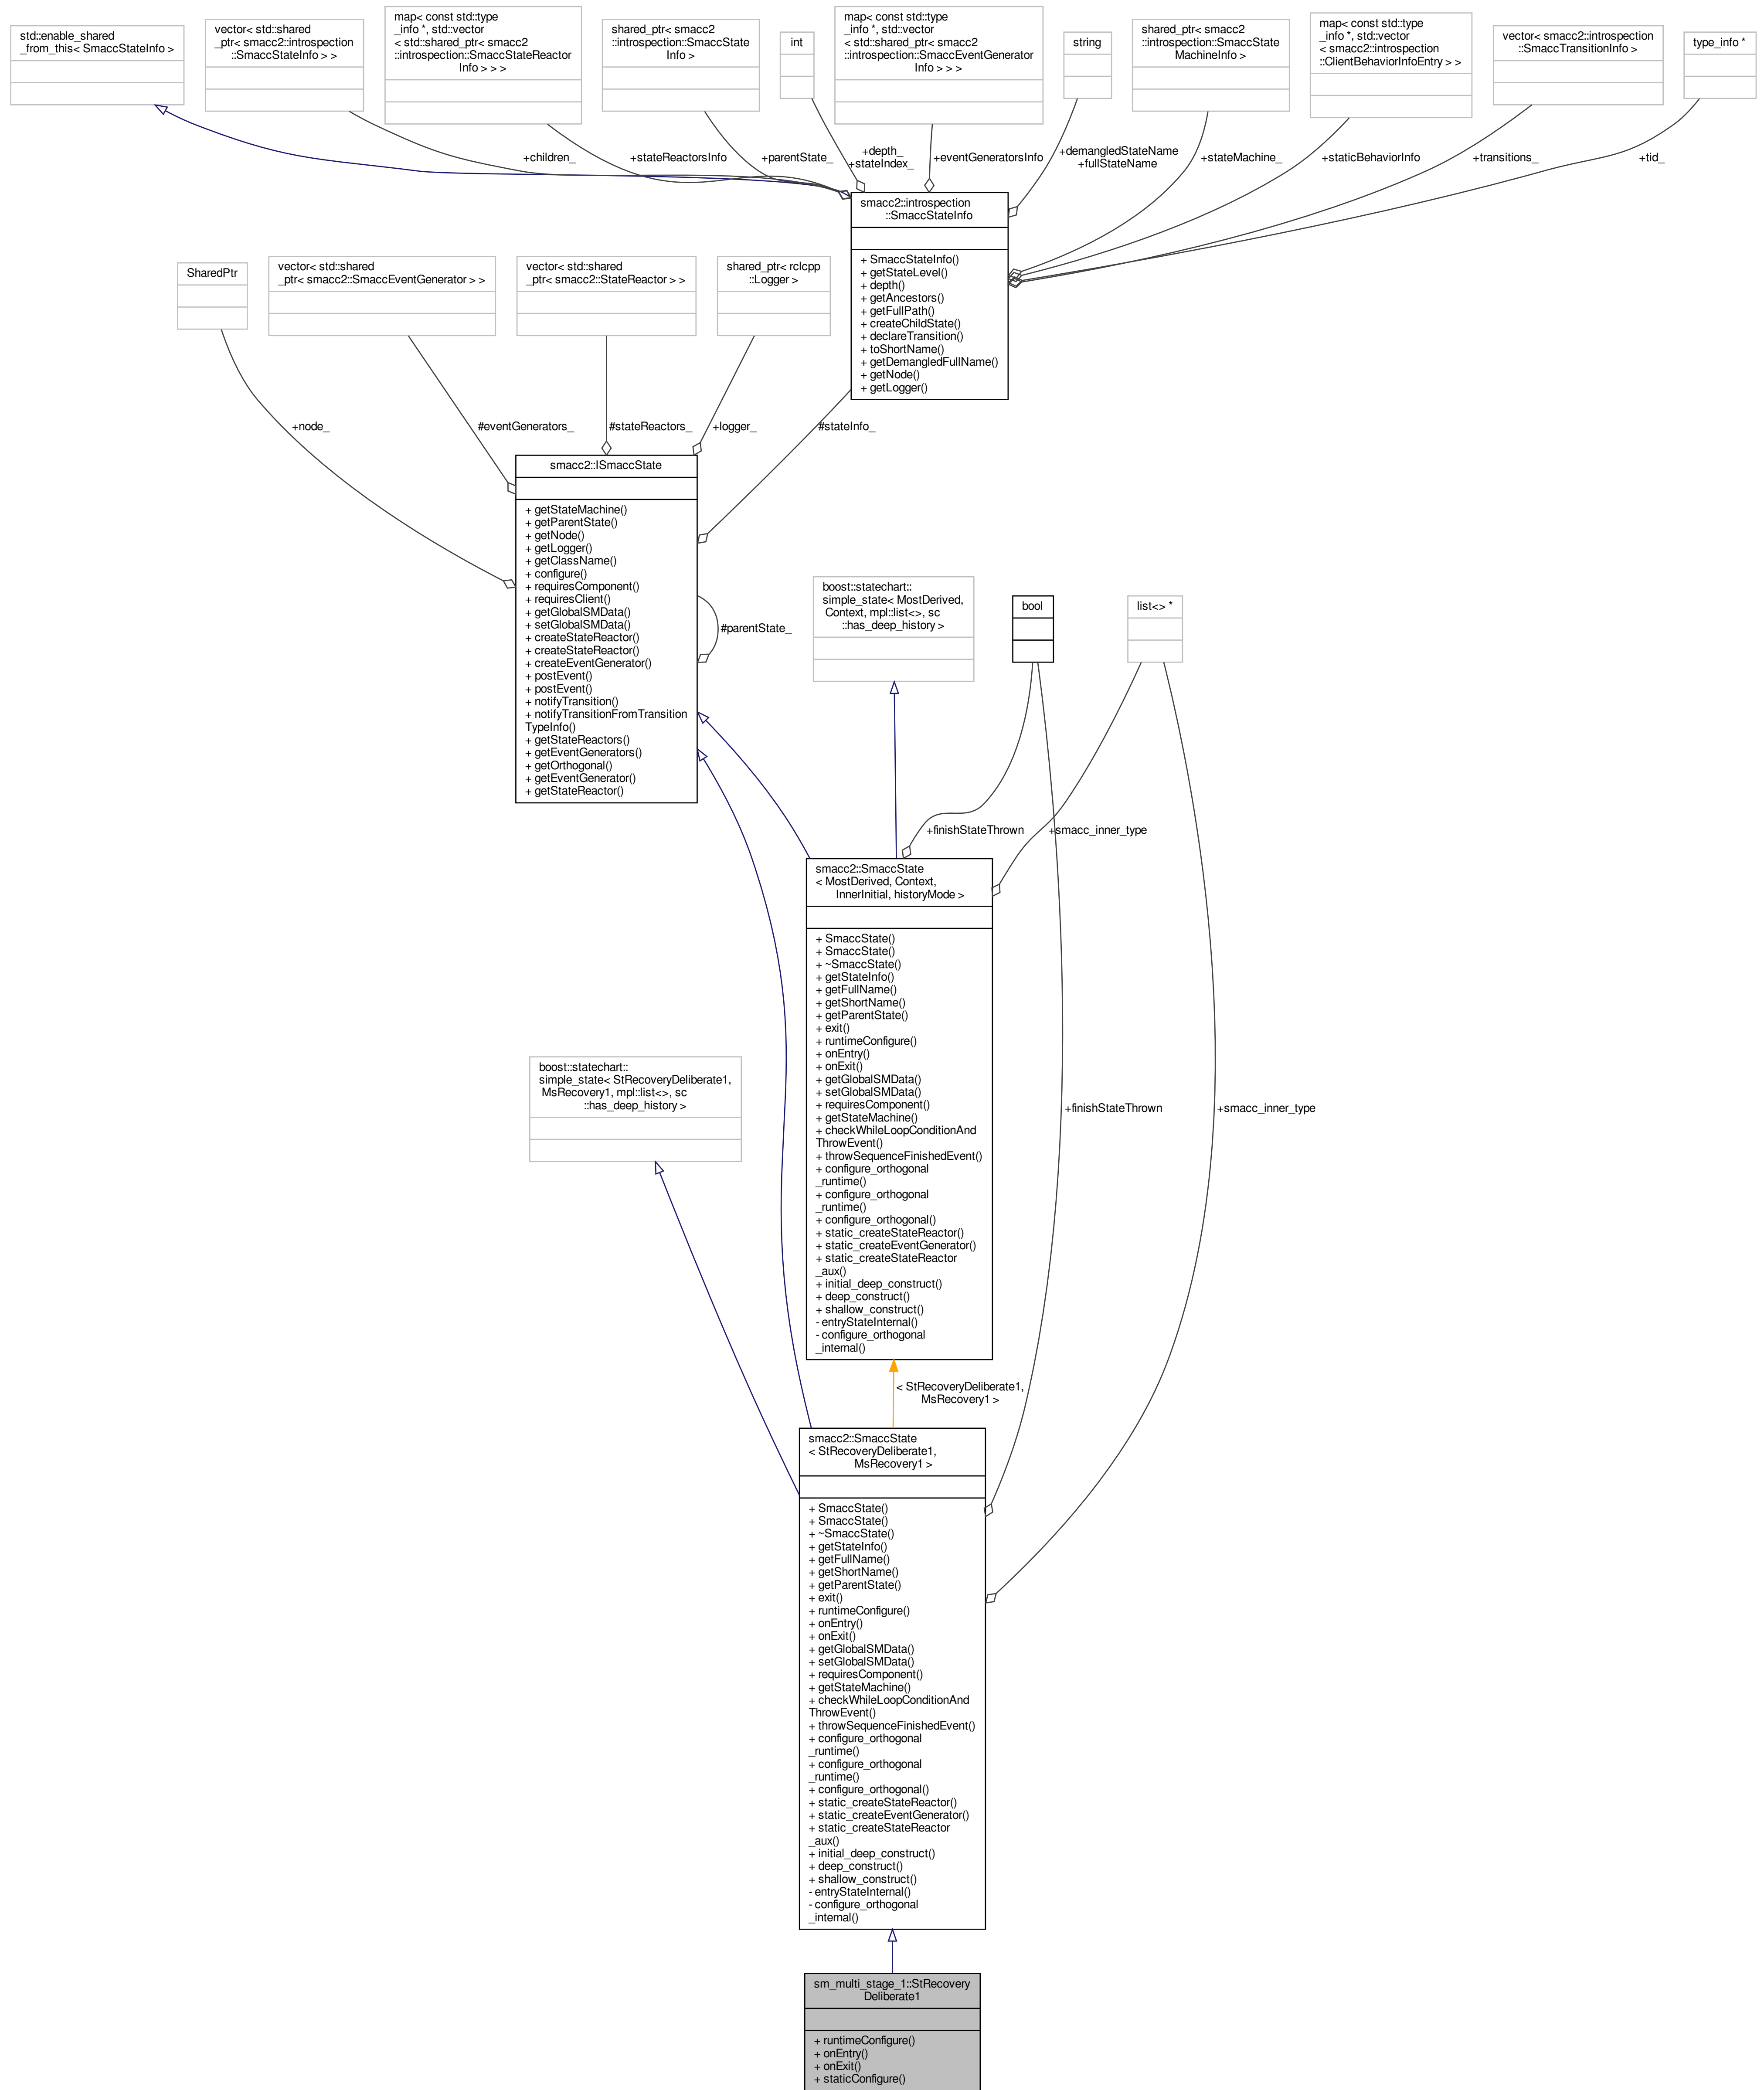 std::enable_shared
_from_this< SmaccStateInfo >
vector< std::shared
_ptr< smacc2::introspection
::SmaccStateInfo > >
map< const std::type
_info *, std::vector
< std::shared_ptr< smacc2
::introspection::SmaccStateReactor
Info > > >
shared_ptr< smacc2
::introspection::SmaccState
Info >
int
map< const std::type
_info *, std::vector
< std::shared_ptr< smacc2
::introspection::SmaccEventGenerator
Info > > >
string
shared_ptr< smacc2
::introspection::SmaccState
MachineInfo >
map< const std::type
_info *, std::vector
< smacc2::introspection
::ClientBehaviorInfoEntry > >
vector< smacc2::introspection
::SmaccTransitionInfo >
type_info *
+children_
+stateReactorsInfo
+parentState_
+depth_
+stateIndex_
+eventGeneratorsInfo
+demangledStateName
+fullStateName
+stateMachine_
+staticBehaviorInfo
+transitions_
+tid_
smacc2::introspection
::SmaccStateInfo
+ SmaccStateInfo()
+ getStateLevel()
+ depth()
+ getAncestors()
+ getFullPath()
+ createChildState()
+ declareTransition()
+ toShortName()
+ getDemangledFullName()
+ getNode()
+ getLogger()
SharedPtr
vector< std::shared
_ptr< smacc2::SmaccEventGenerator > >
vector< std::shared
_ptr< smacc2::StateReactor > >
shared_ptr< rclcpp
::Logger >
+node_
#eventGenerators_
#stateReactors_
+logger_
#stateInfo_
smacc2::ISmaccState
+ getStateMachine()
+ getParentState()
+ getNode()
+ getLogger()
+ getClassName()
+ configure()
+ requiresComponent()
+ requiresClient()
+ getGlobalSMData()
+ setGlobalSMData()
+ createStateReactor()
+ createStateReactor()
+ createEventGenerator()
+ postEvent()
+ postEvent()
+ notifyTransition()
+ notifyTransitionFromTransition
TypeInfo()
+ getStateReactors()
+ getEventGenerators()
+ getOrthogonal()
+ getEventGenerator()
+ getStateReactor()
#parentState_
boost::statechart::
simple_state< MostDerived,
Context, mpl::list<>, sc
::has_deep_history >
bool
list<> *
+finishStateThrown
+smacc_inner_type
smacc2::SmaccState
< MostDerived, Context,
InnerInitial, historyMode >
+ SmaccState()
+ SmaccState()
+ ~SmaccState()
+ getStateInfo()
+ getFullName()
+ getShortName()
+ getParentState()
+ exit()
+ runtimeConfigure()
+ onEntry()
+ onExit()
+ getGlobalSMData()
+ setGlobalSMData()
+ requiresComponent()
+ getStateMachine()
+ checkWhileLoopConditionAnd
ThrowEvent()
+ throwSequenceFinishedEvent()
+ configure_orthogonal
_runtime()
+ configure_orthogonal
_runtime()
+ configure_orthogonal()
+ static_createStateReactor()
+ static_createEventGenerator()
+ static_createStateReactor
_aux()
+ initial_deep_construct()
+ deep_construct()
+ shallow_construct()
- entryStateInternal()
- configure_orthogonal
_internal()
boost::statechart::
simple_state< StRecoveryDeliberate1,
MsRecovery1, mpl::list<>, sc
::has_deep_history >
+finishStateThrown
+smacc_inner_type
< StRecoveryDeliberate1,
MsRecovery1 >
smacc2::SmaccState
< StRecoveryDeliberate1,
MsRecovery1 >
+ SmaccState()
+ SmaccState()
+ ~SmaccState()
+ getStateInfo()
+ getFullName()
+ getShortName()
+ getParentState()
+ exit()
+ runtimeConfigure()
+ onEntry()
+ onExit()
+ getGlobalSMData()
+ setGlobalSMData()
+ requiresComponent()
+ getStateMachine()
+ checkWhileLoopConditionAnd
ThrowEvent()
+ throwSequenceFinishedEvent()
+ configure_orthogonal
_runtime()
+ configure_orthogonal
_runtime()
+ configure_orthogonal()
+ static_createStateReactor()
+ static_createEventGenerator()
+ static_createStateReactor
_aux()
+ initial_deep_construct()
+ deep_construct()
+ shallow_construct()
- entryStateInternal()
- configure_orthogonal
_internal()
sm_multi_stage_1::StRecovery
Deliberate1
+ runtimeConfigure()
+ onEntry()
+ onExit()
+ staticConfigure()